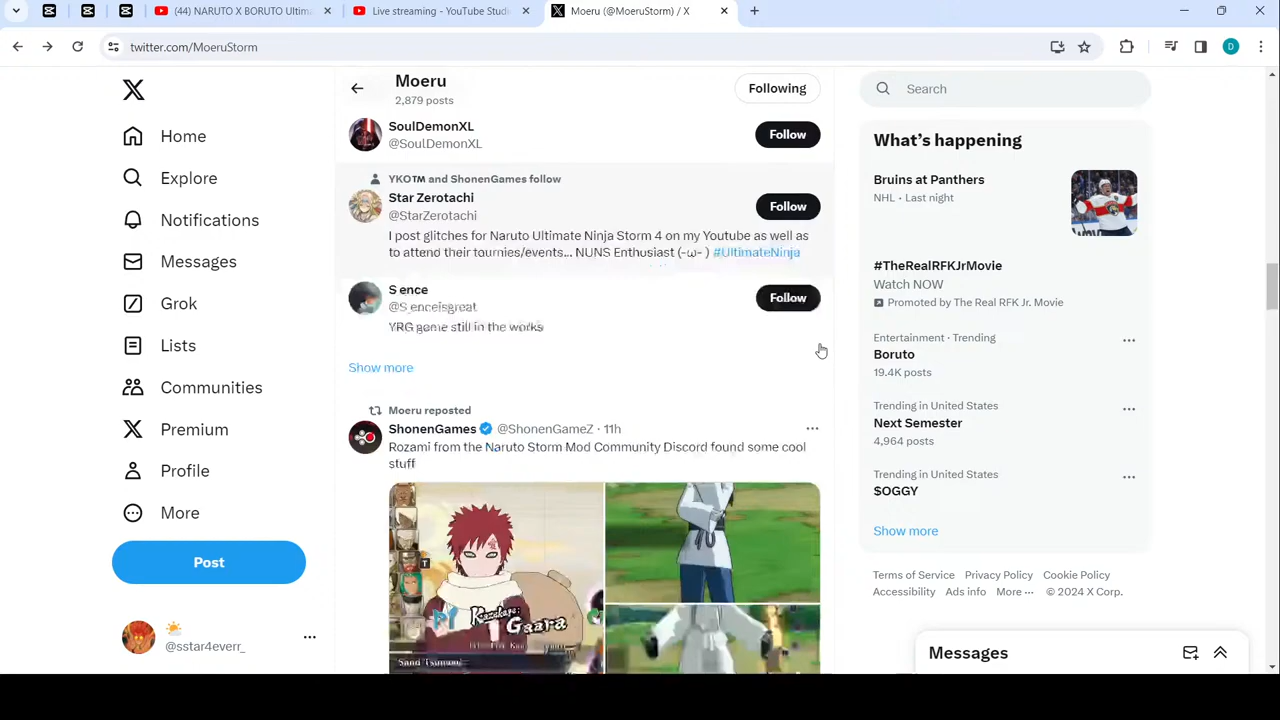 (44) NARUTO X BORUTO Ultima
Live streaming - YouTube Stud
Moeru (@MoeruStorm) / X
twitter.com/MoeruStorm
D
Home
Explore
Notifications
Messages
Grok
Lists
Communities
Premium
Profile
More
Post
@sstar4everr_
Moeru
2,879 posts
Following
SoulDemonXL
@SoulDemonXL
Follow
YKO™ and ShonenGames follow
Star Zerotachi
@StarZerotachi
Follow
I post glitches for Naruto Ultimate Ninja Storm 4 on my Youtube as well as
to attend their tournies/events... NUNS Enthusiast (-ω- ) #UltimateNinja
Follow
YRG game still in the works
Show more
Moeru reposted
ShonenGames @ShonenGameZ · 11h
Rozami from the Naruto Storm Mod Community Discord found some cool
stuff
Kazekage:
Gaara
Search
What's happening
Bruins at Panthers
NHL · Last night
#TheRealRFKJrMovie
Watch NOW
Promoted by The Real RFK Jr. Movie
Entertainment · Trending
Boruto
19.4K posts
Trending in United States
Next Semester
4,964 posts
Trending in United States
$OGGY
Show more
Terms of Service Privacy Policy Cookie Policy
Accessibility Ads info More ··· © 2024 X Corp.
Messages